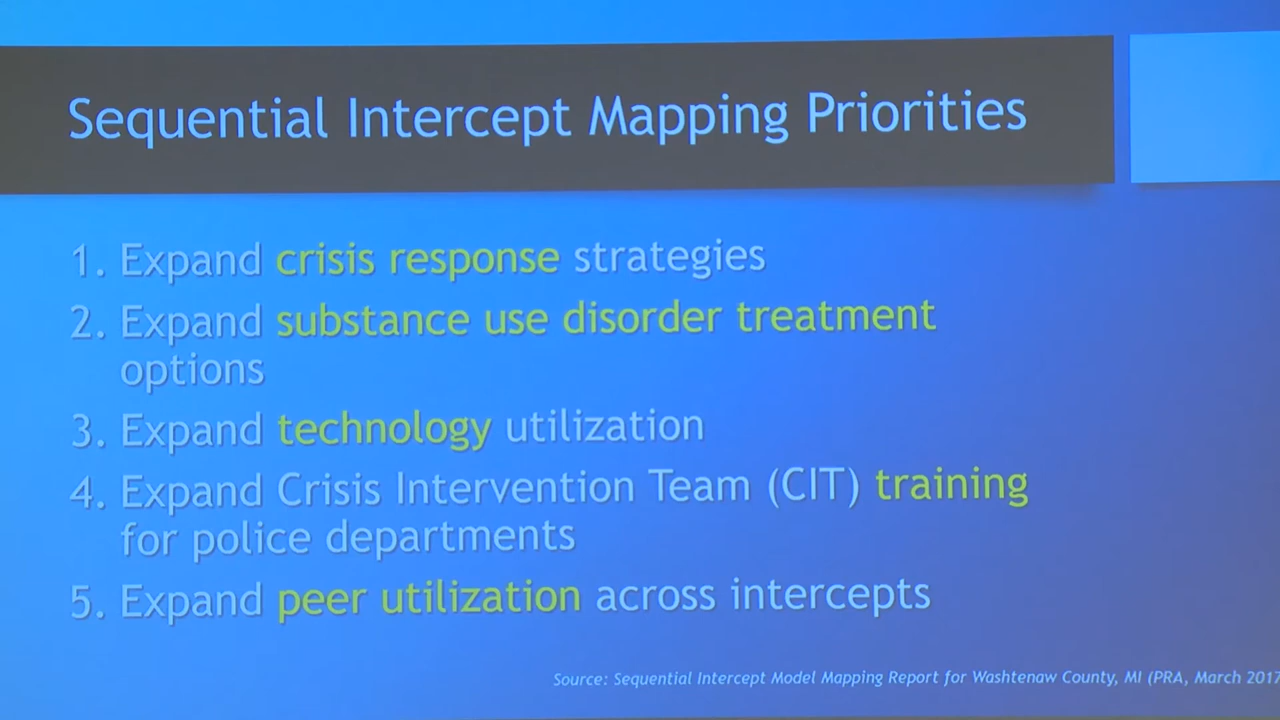 Sequential Intercept Mapping Priorities
1. Expand crisis response strategies
2. Expand substance use disorder treatment
options
3. Expand technology utilization
4. Expand Crisis Intervention Team (CIT) training
for police departments
5. Expand peer utilization across intercepts
Source: Sequential Intercept Model Mapping Report for Washtenaw County, MI (PRA, March 2017